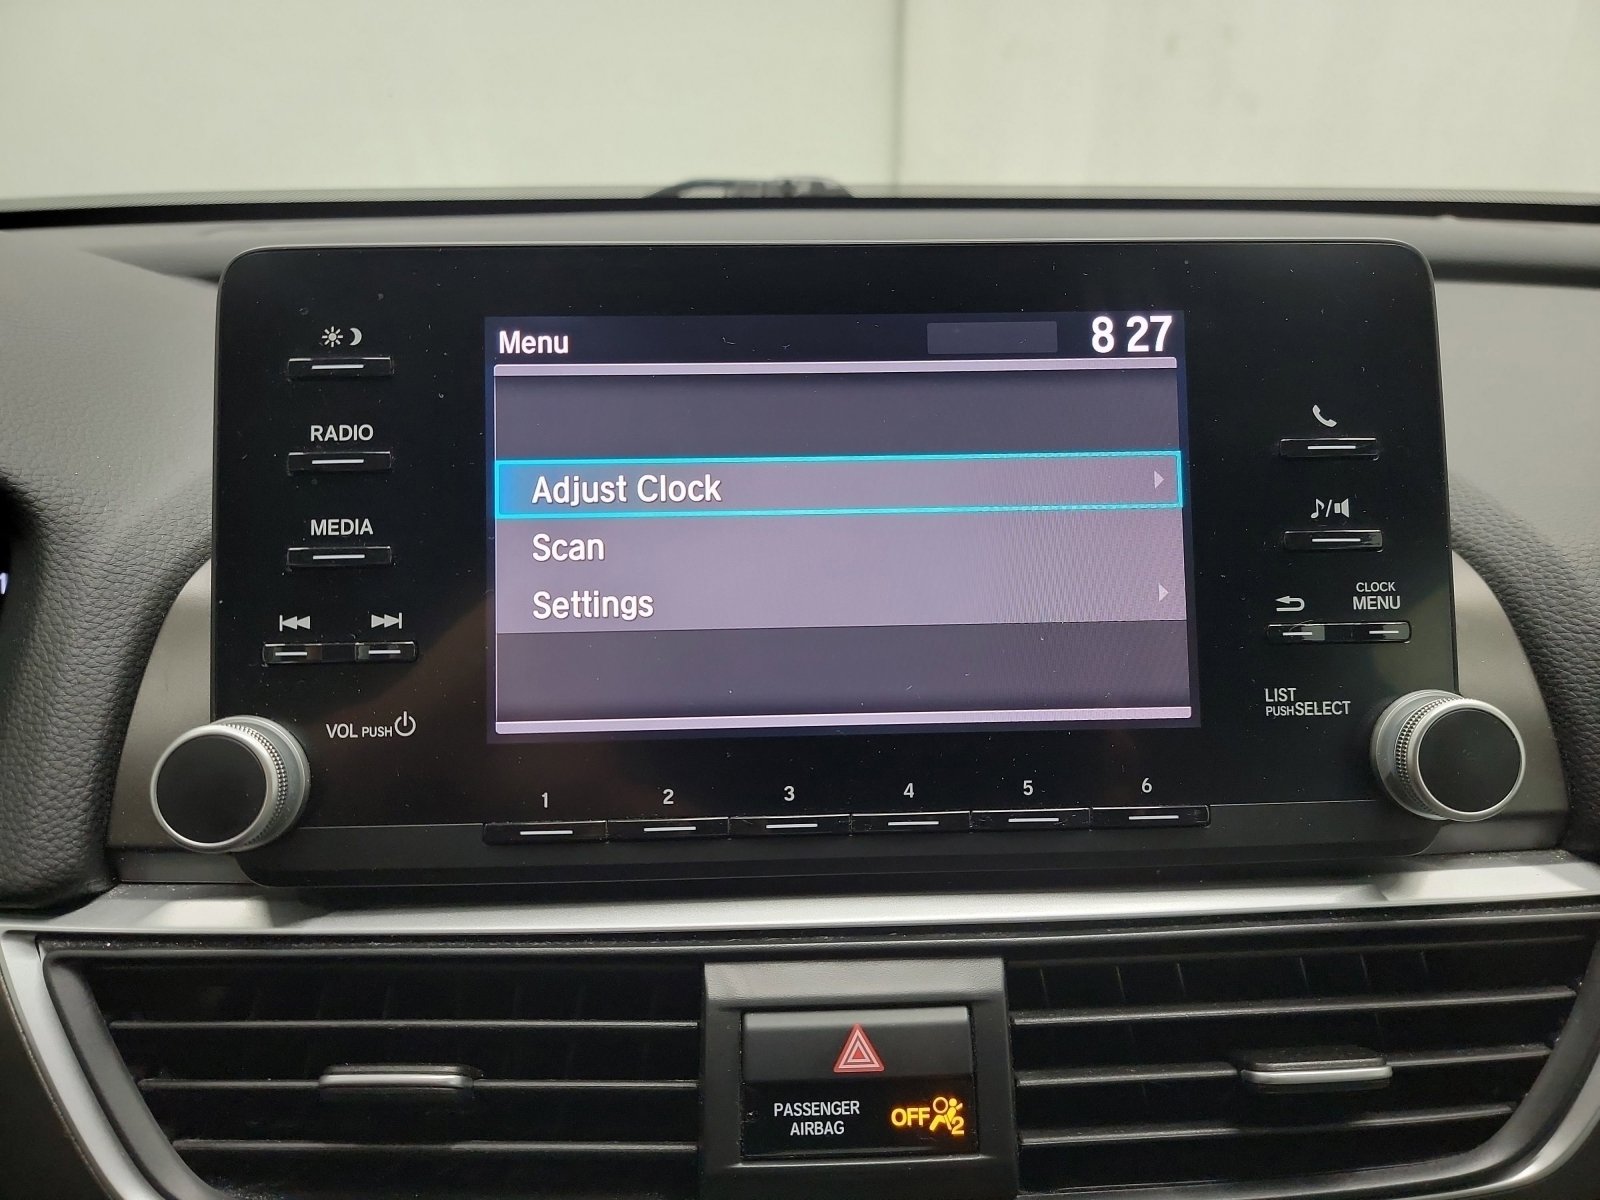 Menu
8 27
RADIO
Adjust Clock
MEDIA
Scan
CLOCK
MENU
Settings
LIST
PUSH SELECT
VOL PUSH
1 2 3 4 5 6
PASSENGER
AIRBAG
OFF 2